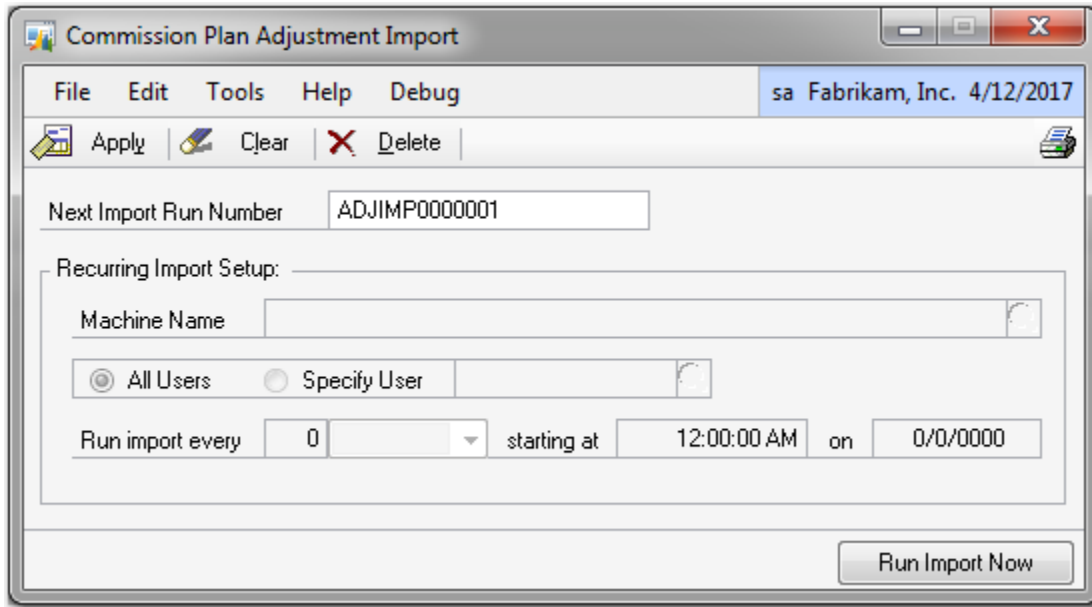 Commission Plan Adjustment Import
File Edit Tools Help Debug sa Fabrikam, Inc. 4/12/2017
Apply Clear Delete
Next Import Run Number ADJIMP0000001
Recurring Import Setup:
Machine Name
All Users Specify User
Run import every 0 starting at 12:00:00 AM on 0/0/0000
Run Import Now